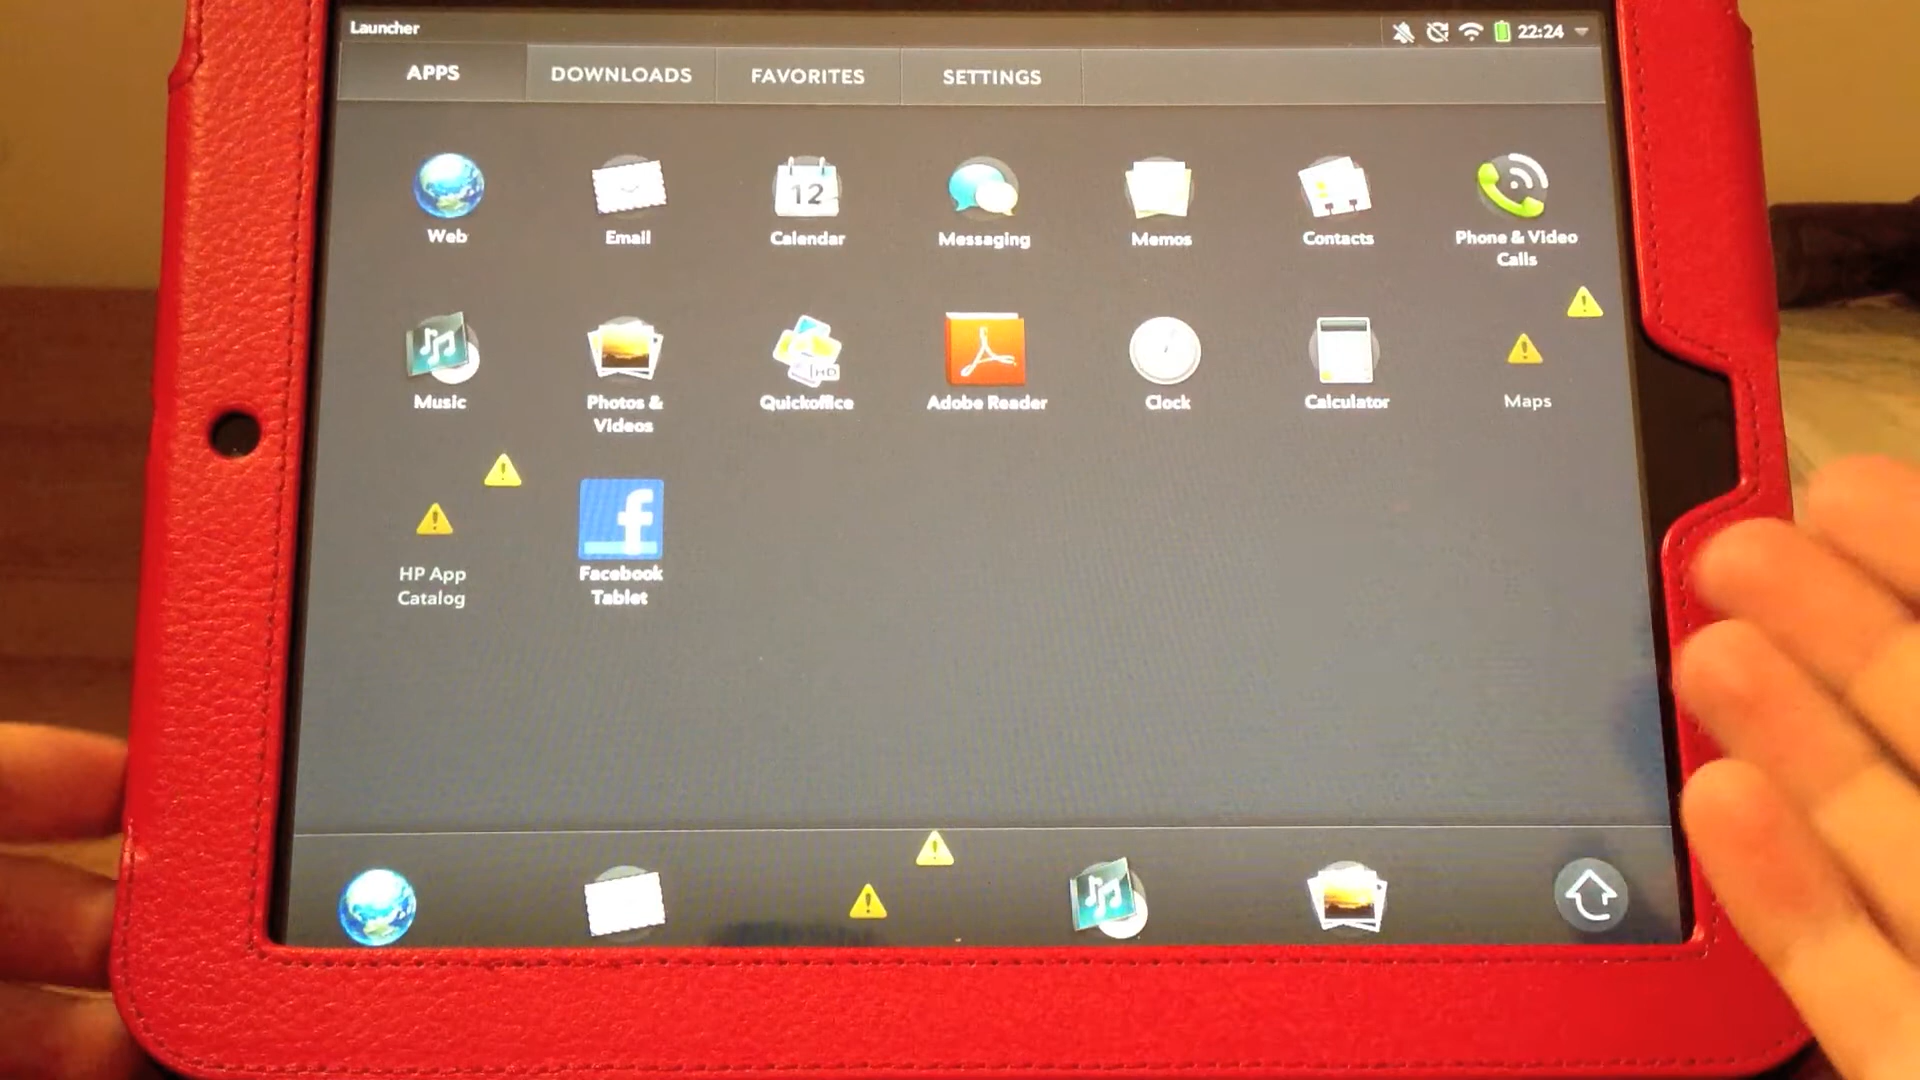 Launcher
22:24
APPS
DOWNLOADS
FAVORITES
SETTINGS
12
Web
Email
Calendar
Messaging
Memos
Contacts
Phone & Video
Calls
HD
Music
Photos &
Videos
Quickoffice
Adobe Reader
Clock
Calculator
Maps
f
HP App
Catalog
Facebook
Tablet